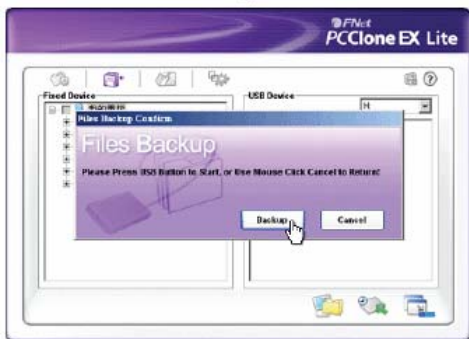 FNet
PCClone EX Lite
Fixed Device
USB Device
H
Files Backup Confirm
Files Backup
Please Press USB Button to Start, or Use Mouse Click Cancel to Return!
Backup
Cancel